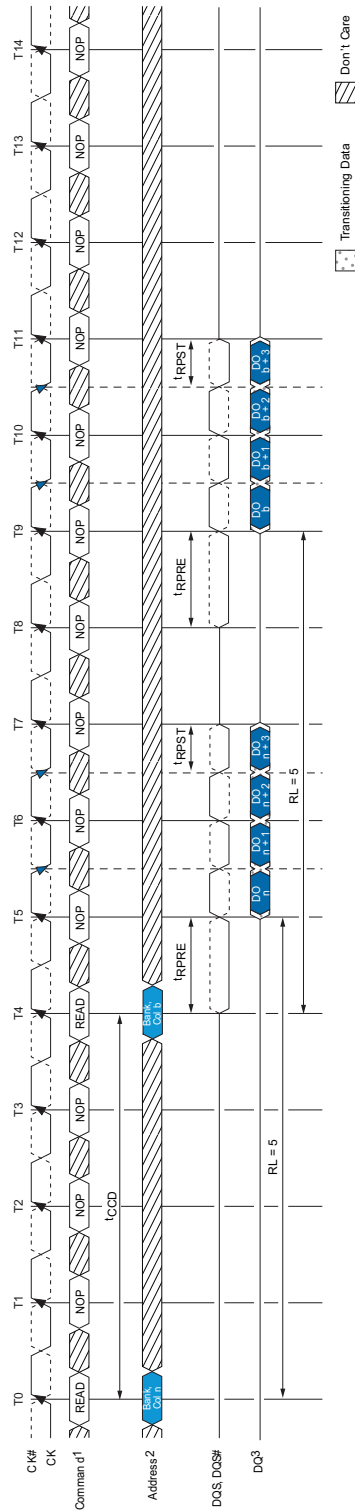 T0 T1 T2 T3 T4 T5 T6 T7 T8 T9 T10 T11 T12 T13 T14
CK#
CK
Command1 READ NOP NOP NOP READ NOP NOP NOP NOP NOP NOP NOP NOP NOP NOP
tCCD
Address2 Bank, Col n Bank, Col b
tRPRE tRPST tRPRE tRPST
DQS, DQS#
DQ3 DO n DO n + 1 DO n + 2 DO n + 3 DO b DO b + 1 DO b + 2 DO b + 3
RL = 5
RL = 5
Transitioning Data Don't Care